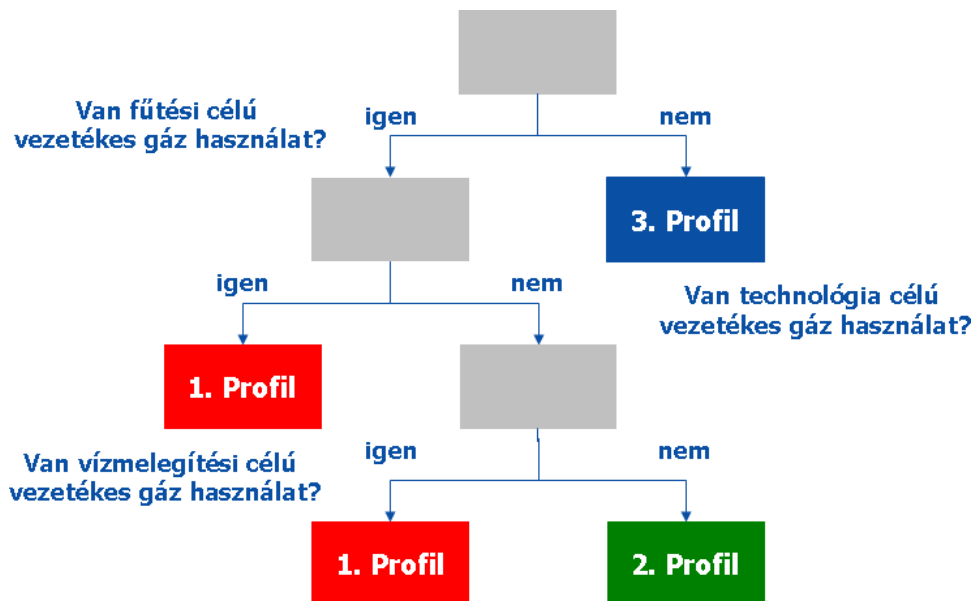 Van fűtési célú
vezetékes gáz használat?
igen
nem
3. Profil
igen
nem
Van technológia célú
vezetékes gáz használat?
1. Profil
Van vízmelegítési célú
vezetékes gáz használat?
igen
nem
1. Profil
2. Profil